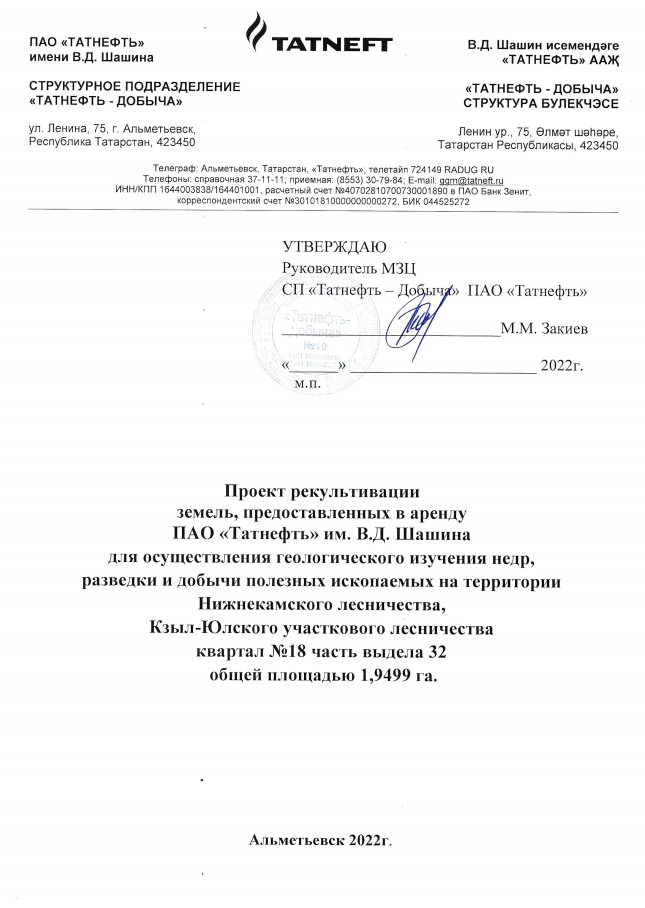 ПАО «ТАТНЕФТЬ»
имени В.Д. Шашина
СТРУКТУРНОЕ ПОДРАЗДЕЛЕНИЕ
«ТАТНЕФТЬ - ДОБЫЧА»
ул. Ленина, 75, г. Альметьевск,
Республика Татарстан, 423450
TATNEFT
В.Д. Шашин исемендәге
«ТАТНЕФТЬ» ААҖ
«ТАТНЕФТЬ - ДОБЫЧА»
СТРУКТУРА БУЛЕКЧЭСЕ
Ленин ур., 75, Әлмәт шәһәре,
Татарстан Республикасы, 423450
Телеграф: Альметьевск, Татарстан, «Татнефть»; телетайп 724149 RADUG RU
Телефоны: справочная 37-11-11; приемная: (8553) 30-79-84; E-mail: ggm@tatneft.ru
ИНН/КПП 1644003838/164401001, расчетный счет №40702810700730001890 в ПАО Банк Зенит,
корреспондентский счет №30101810000000000272, БИК 044525272
УТВЕРЖДАЮ
Руководитель МЗЦ
СП «Татнефть – Добыча» ПАО «Татнефть»
«Татнефть-
Добыча»
№10
М.М. Закиев
«______» ______________________ 2022г.
м.п.
Проект рекультивации
земель, предоставленных в аренду
ПАО «Татнефть» им. В.Д. Шашина
для осуществления геологического изучения недр,
разведки и добычи полезных ископаемых на территории
Нижнекамского лесничества,
Кзыл-Юлского участкового лесничества
квартал №18 часть выдела 32
общей площадью 1,9499 га.
Альметьевск 2022г.